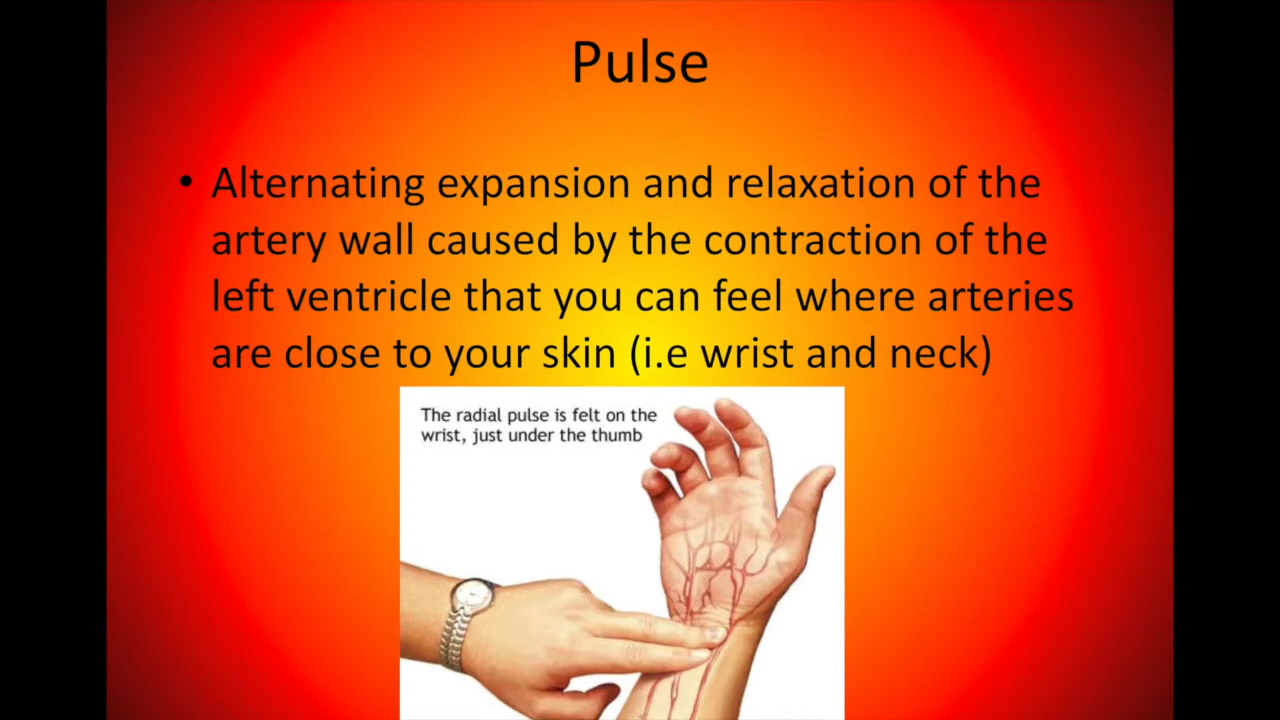 Pulse
• Alternating expansion and relaxation of the
artery wall caused by the contraction of the
left ventricle that you can feel where arteries
are close to your skin (i.e wrist and neck)
The radial pulse is felt on the
wrist, just under the thumb